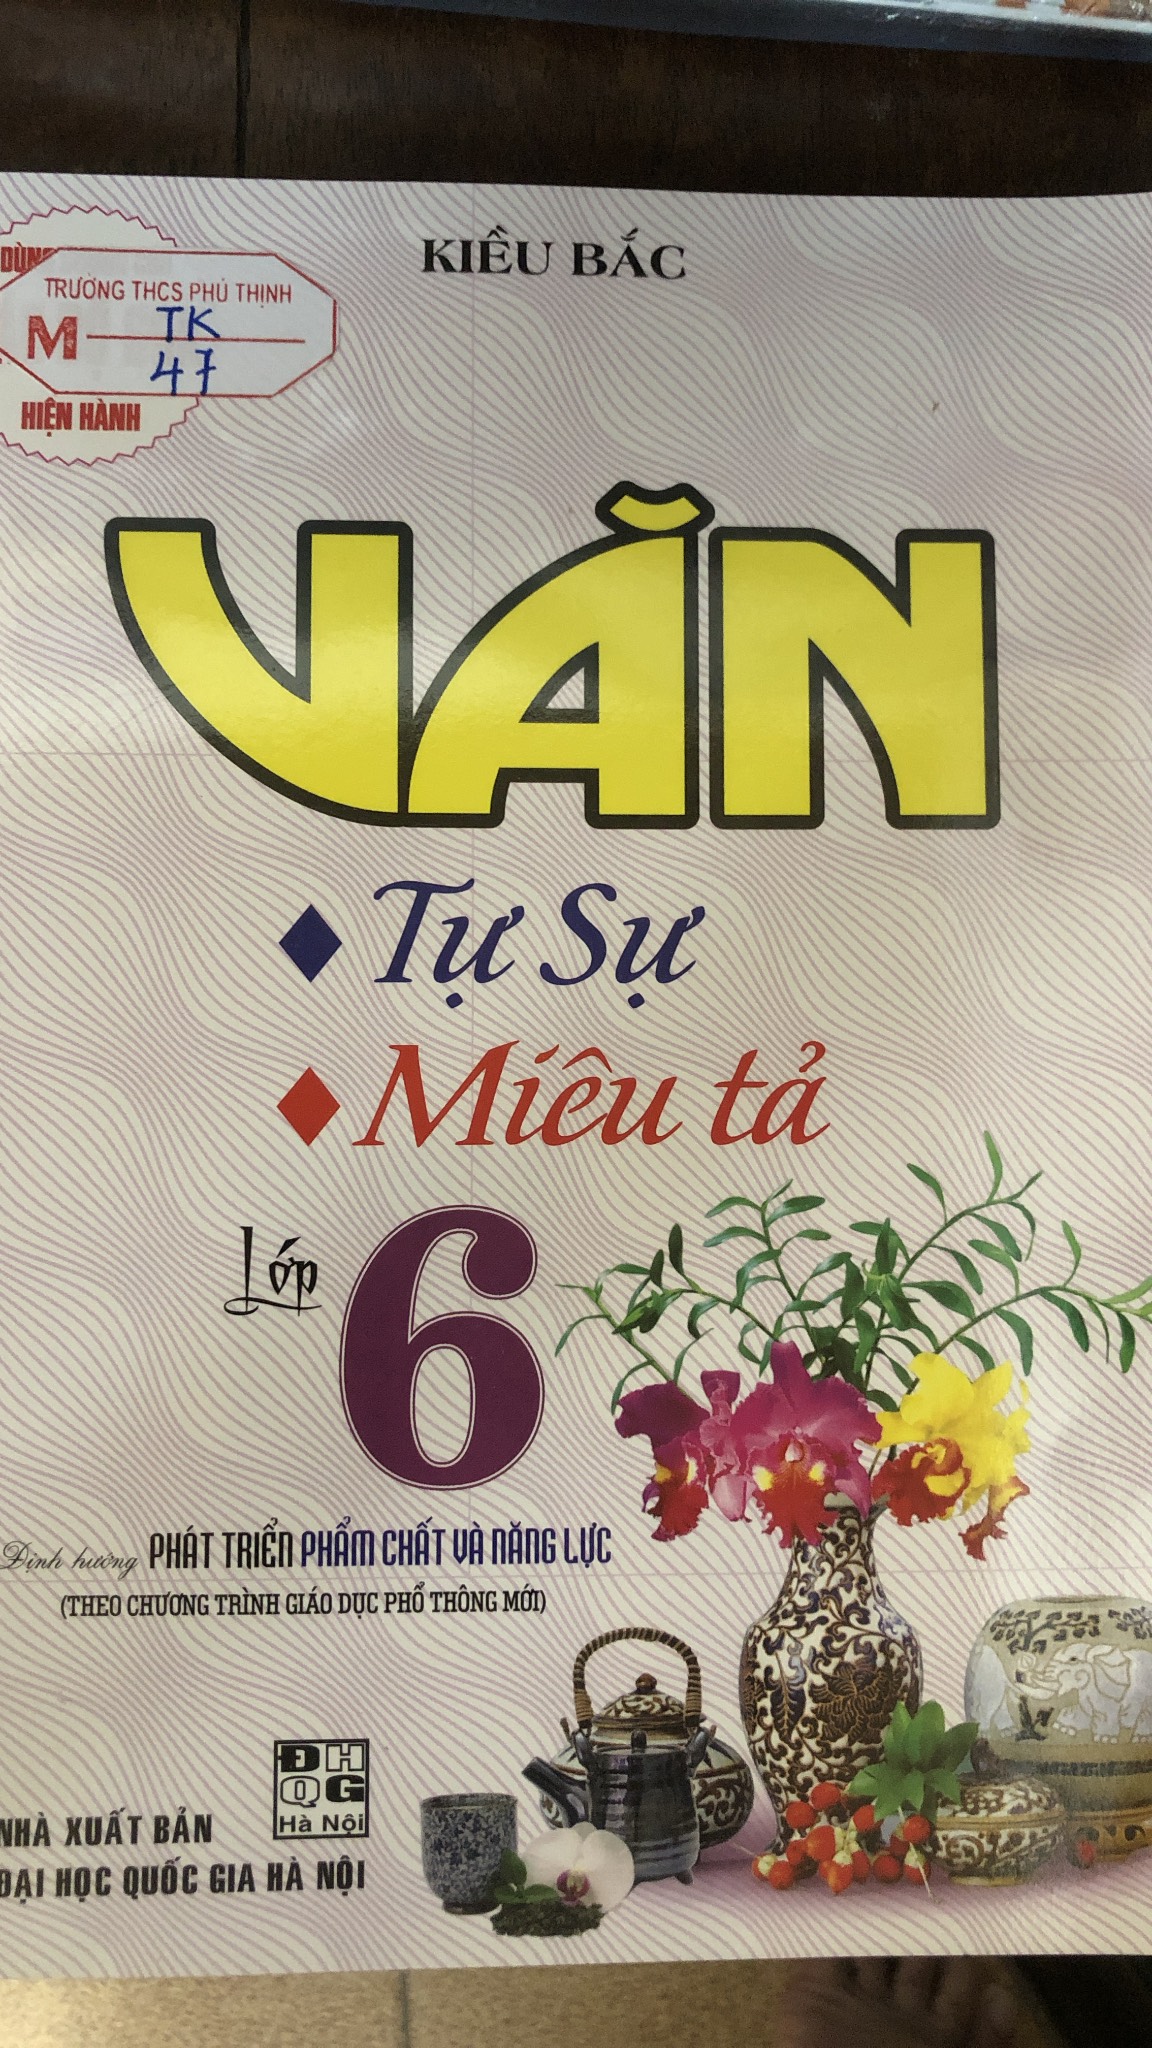 KIỀU BẮC
TRƯỜNG THCS PHÚ THỊNH
M TK
47
HIỆN HÀNH
VĂN
Tự Sự
Miêu tả
Lớp 6
Định hướng PHÁT TRIỂN PHẨM CHẤT VÀ NĂNG LỰC
(THEO CHƯƠNG TRÌNH GIÁO DỤC PHỔ THÔNG MỚI)
ĐH
QG
Hà Nội
NHÀ XUẤT BẢN
ĐẠI HỌC QUỐC GIA HÀ NỘI